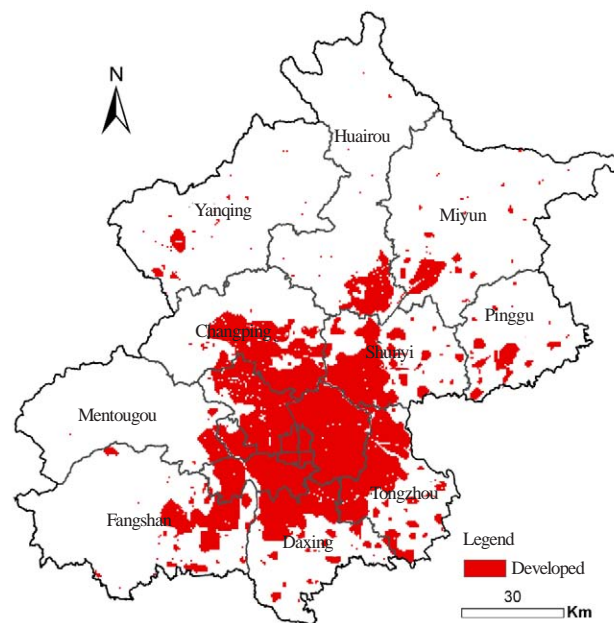 N
Huairou
Yanqing
Miyun
Pinggu
Changping
Shunyi
Mentougou
Tongzhou
Fangshan
Daxing
Legend
Developed
30
Km